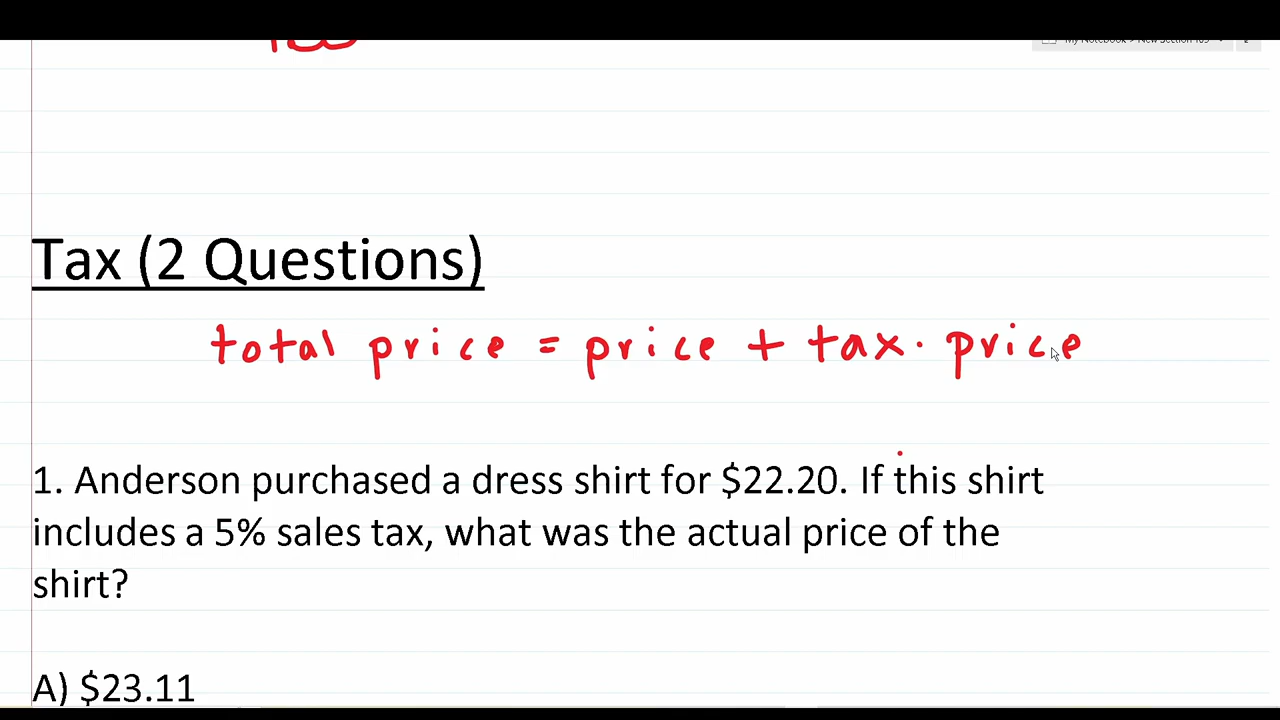 Tax (2 Questions)
total price = price + tax · price
1. Anderson purchased a dress shirt for $22.20. If this shirt
includes a 5% sales tax, what was the actual price of the
shirt?
A) $23.11